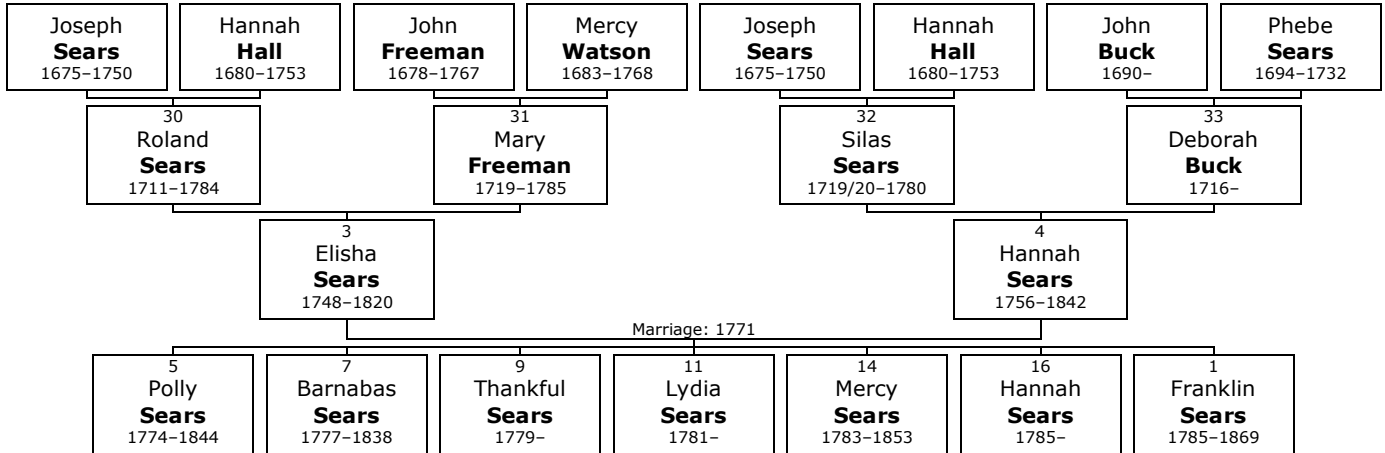 Joseph
Sears
1675–1750
Hannah
Hall
1680–1753
John
Freeman
1678–1767
Mercy
Watson
1683–1768
Joseph
Sears
1675–1750
Hannah
Hall
1680–1753
John
Buck
1690–
Phebe
Sears
1694–1732
30
Roland
Sears
1711–1784
31
Mary
Freeman
1719–1785
32
Silas
Sears
1719/20–1780
33
Deborah
Buck
1716–
3
Elisha
Sears
1748–1820
4
Hannah
Sears
1756–1842
Marriage: 1771
5
Polly
Sears
1774–1844
7
Barnabas
Sears
1777–1838
9
Thankful
Sears
1779–
11
Lydia
Sears
1781–
14
Mercy
Sears
1783–1853
16
Hannah
Sears
1785–
1
Franklin
Sears
1785–1869